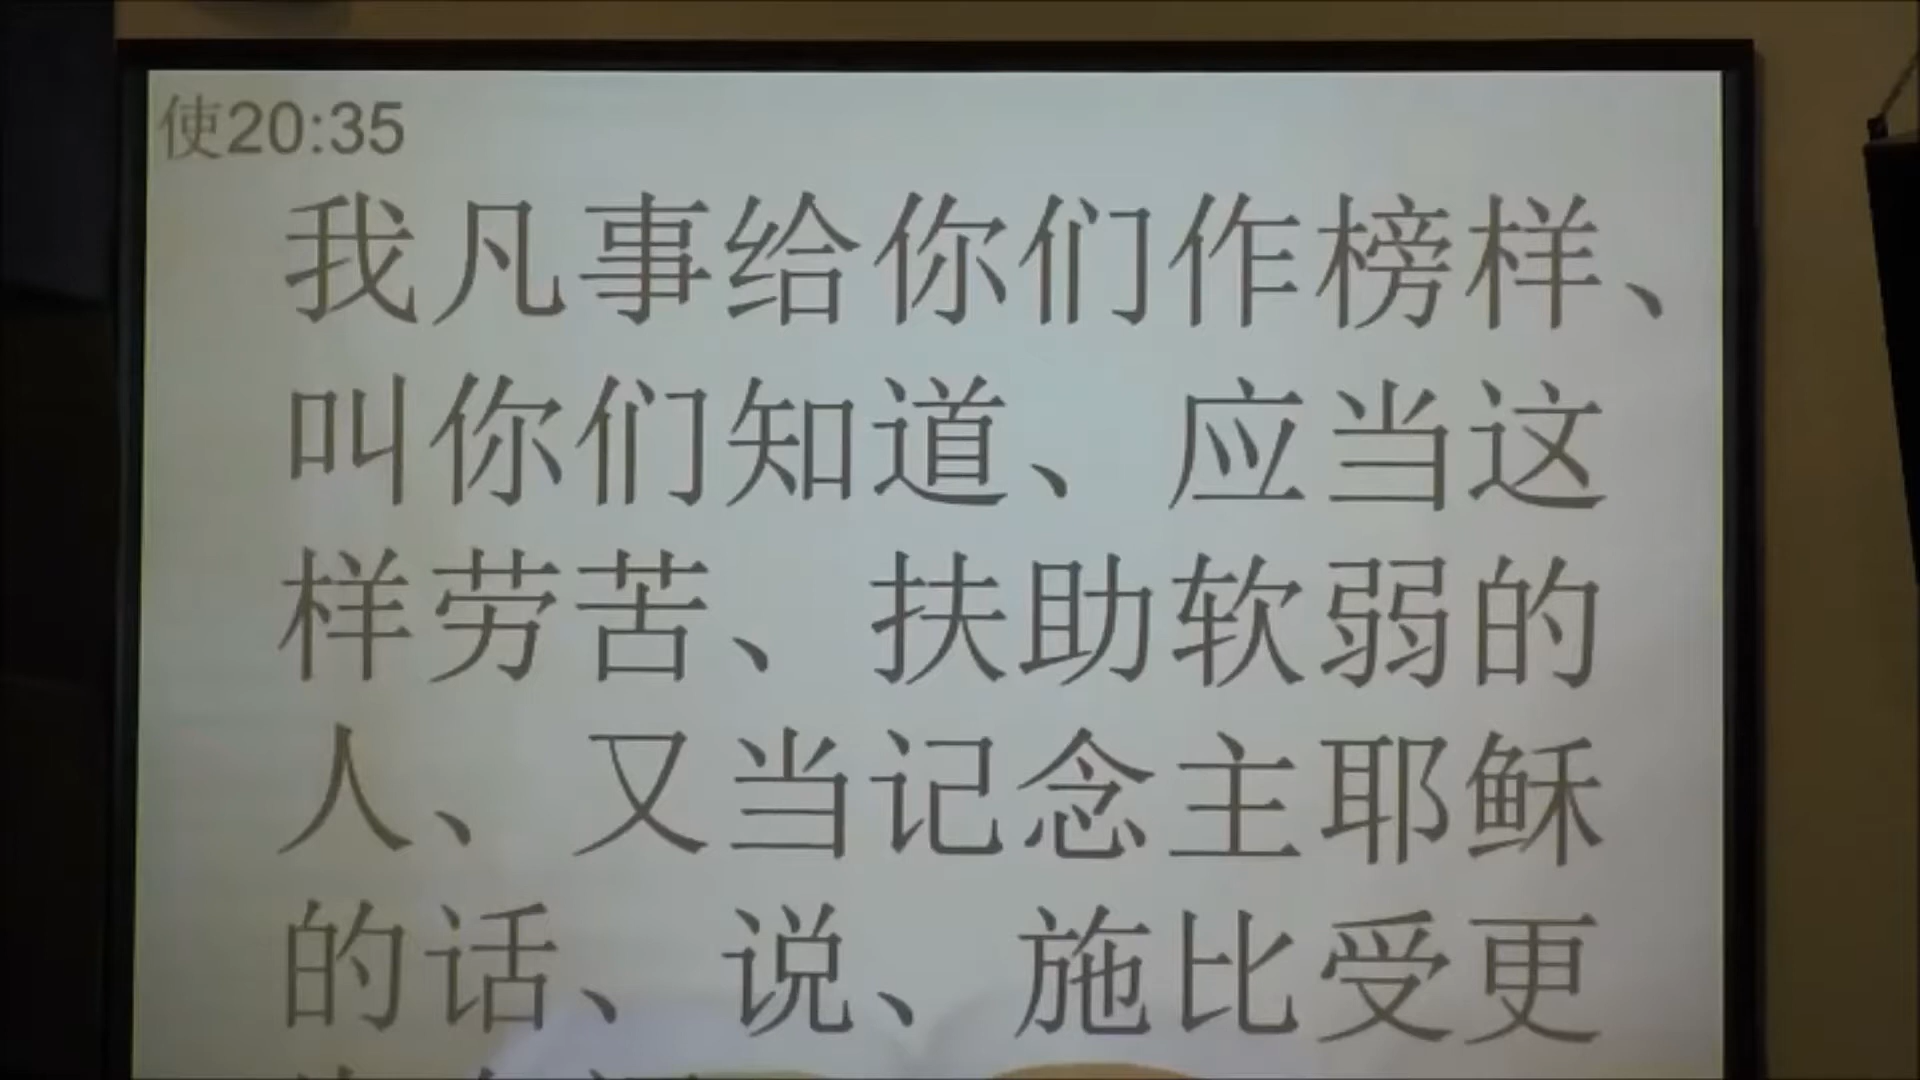 使20:35
我凡事给你们作榜样、
叫你们知道、应当这
样劳苦、扶助软弱的
人、又当记念主耶稣
的话、说、施比受更